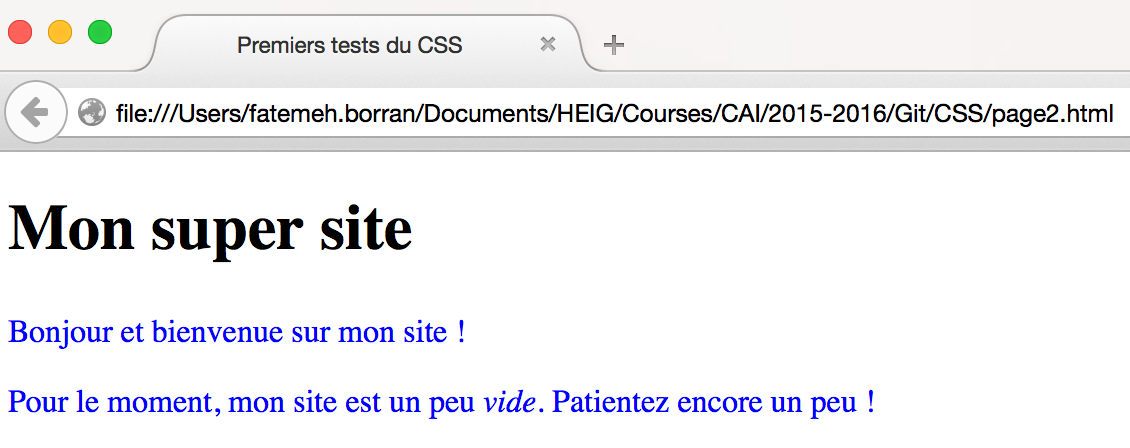 Premiers tests du CSS
file:///Users/fatemeh.borran/Documents/HEIG/Courses/CAI/2015-2016/Git/CSS/page2.html
Mon super site
Bonjour et bienvenue sur mon site !
Pour le moment, mon site est un peu vide. Patientez encore un peu !